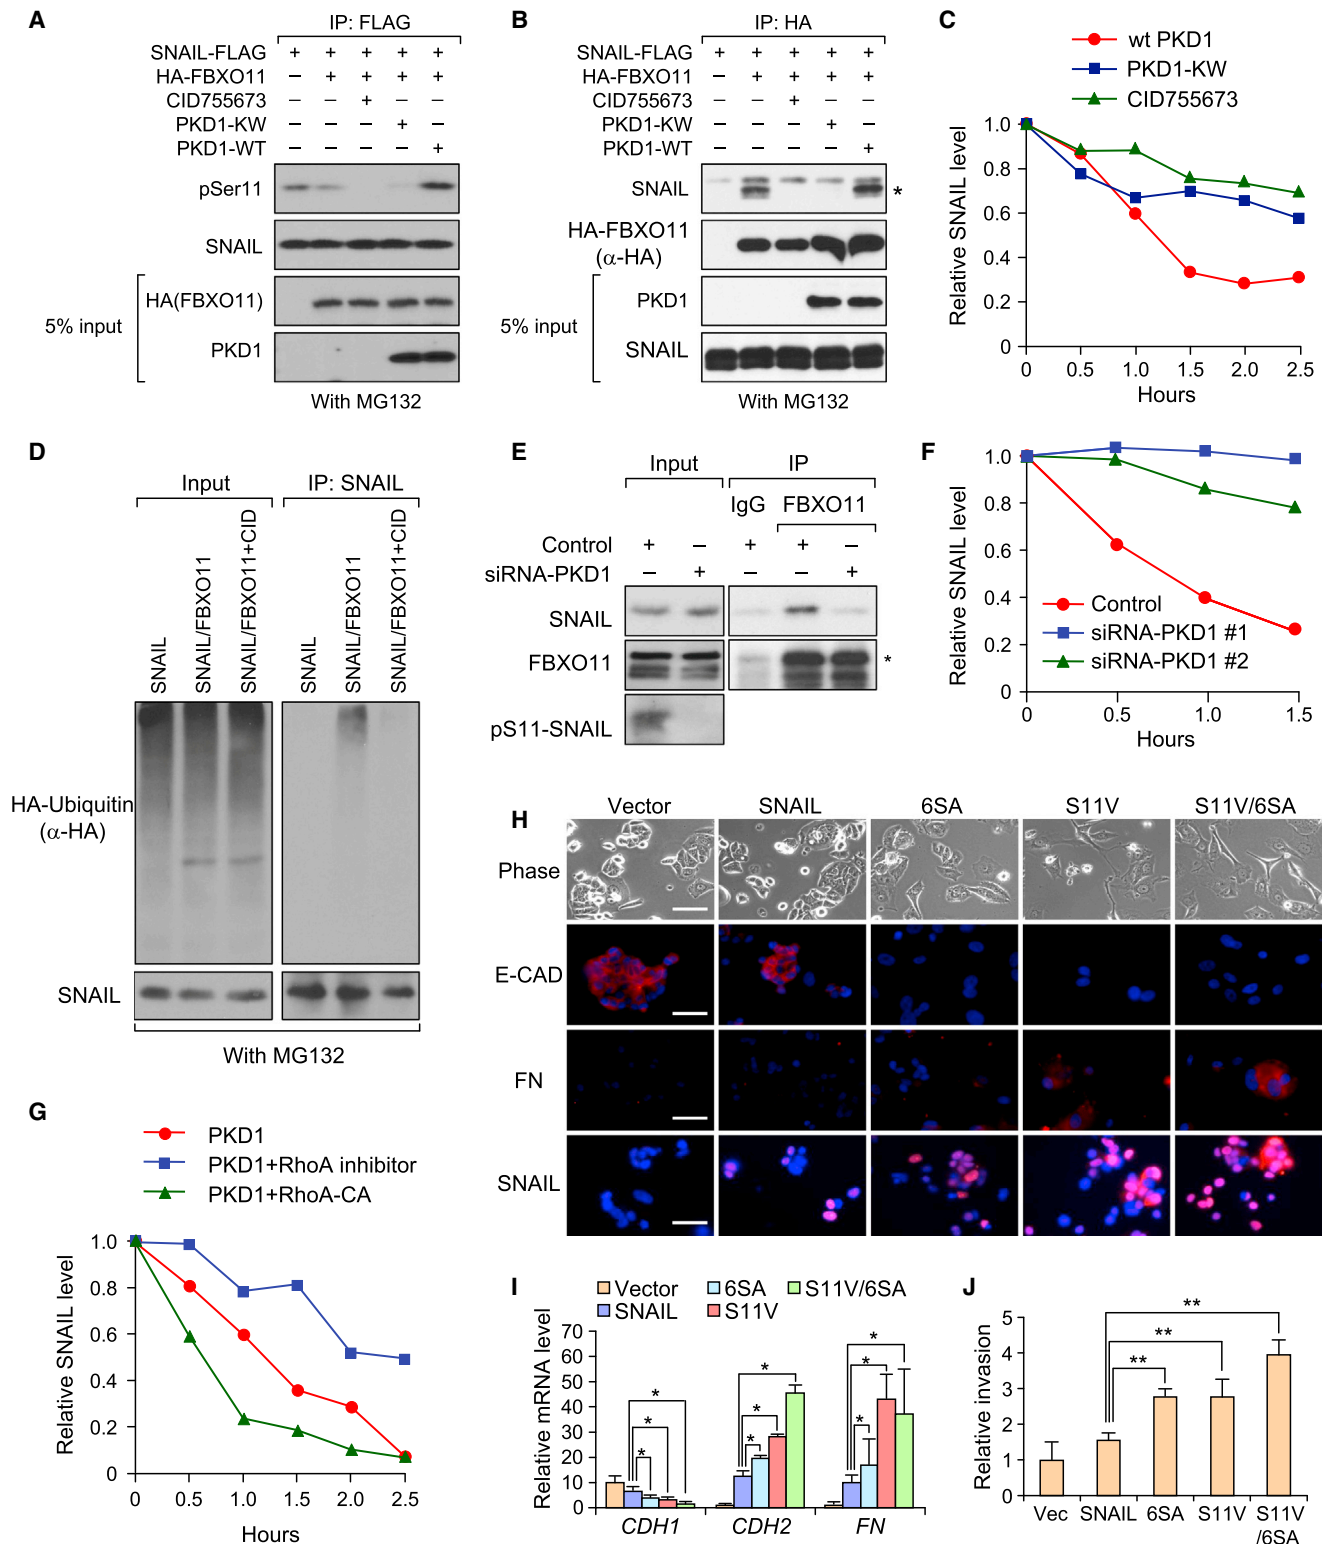 A
IP: FLAG
SNAIL-FLAG + + + + +
HA-FBXO11 – + + + +
CID755673 – – + – –
PKD1-KW – – – + –
PKD1-WT – – – – +
pSer11
SNAIL
HA(FBXO11)
5% input
PKD1
With MG132
B
IP: HA
SNAIL-FLAG + + + + +
HA-FBXO11 – + + + +
CID755673 – – + – –
PKD1-KW – – – + –
PKD1-WT – – – – +
SNAIL
*
HA-FBXO11
(α-HA)
PKD1
5% input
SNAIL
With MG132
C
wt PKD1
PKD1-KW
CID755673
Relative SNAIL level
1.0
0.8
0.6
0.4
0.2
0
0 0.5 1.0 1.5 2.0 2.5
Hours
D
Input
IP: SNAIL
SNAIL
SNAIL/FBXO11
SNAIL/FBXO11+CID
SNAIL
SNAIL/FBXO11
SNAIL/FBXO11+CID
HA-Ubiquitin
(α-HA)
SNAIL
With MG132
E
Input
IP
IgG FBXO11
Control + – + + –
siRNA-PKD1 – + – – +
SNAIL
FBXO11
*
pS11-SNAIL
F
Relative SNAIL level
1.0
0.8
0.6
0.4
0.2
0
Control
siRNA-PKD1 #1
siRNA-PKD1 #2
0 0.5 1.0 1.5
Hours
G
PKD1
PKD1+RhoA inhibitor
PKD1+RhoA-CA
Relative SNAIL level
1.0
0.8
0.6
0.4
0.2
0
0 0.5 1.0 1.5 2.0 2.5
Hours
H
Vector SNAIL 6SA S11V S11V/6SA
Phase
E-CAD
FN
SNAIL
I
Vector 6SA S11V/6SA
SNAIL S11V
Relative mRNA level
70
60
50
40
30
20
10
0
* * *
* * *
* * *
CDH1 CDH2 FN
J
Relative invasion
5
4
3
2
1
0
**
**
**
Vec SNAIL 6SA S11V S11V
/6SA